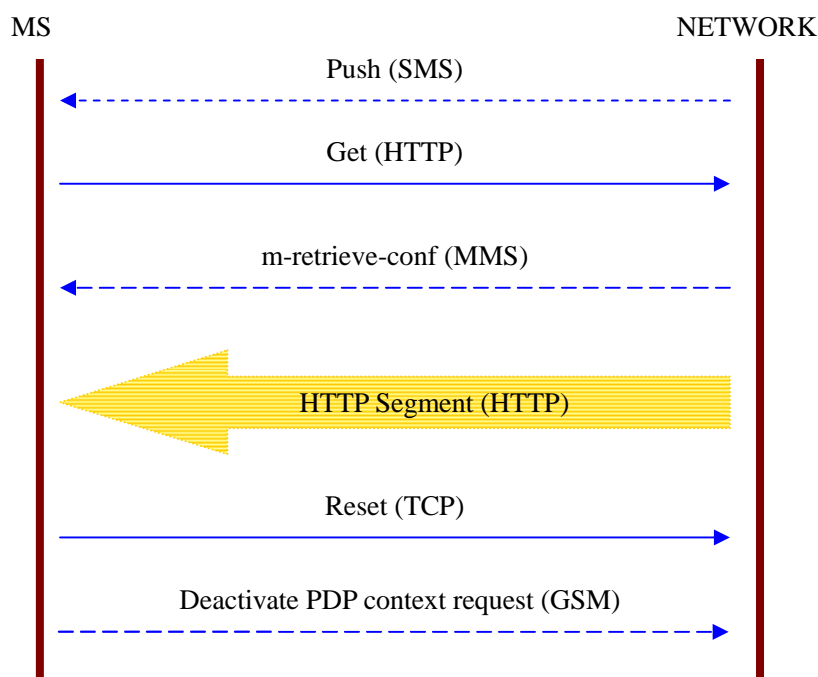 MS
NETWORK
Push (SMS)
Get (HTTP)
m-retrieve-conf (MMS)
HTTP Segment (HTTP)
Reset (TCP)
Deactivate PDP context request (GSM)